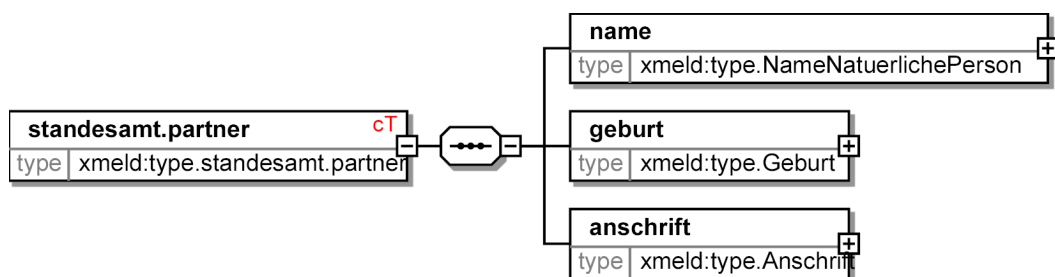 standesamt.partner cT
type xmeld:type.standesamt.partner
name
type xmeld:type.NameNatuerlichePerson
geburt
type xmeld:type.Geburt
anschrift
type xmeld:type.Anschrift